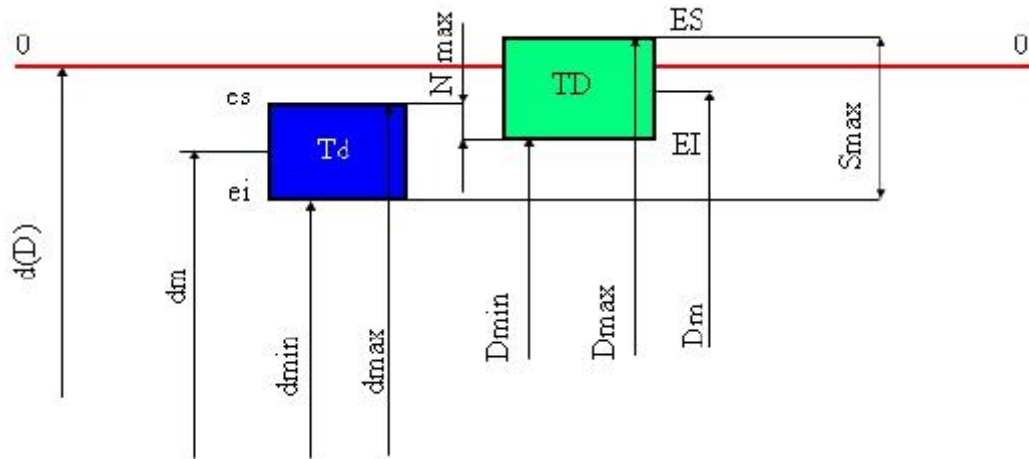 0
0
ES
N max
es
TD
Td
EI
Smax
ei
d(D)
dm
dmin
dmax
Dmin
Dmax
Dm